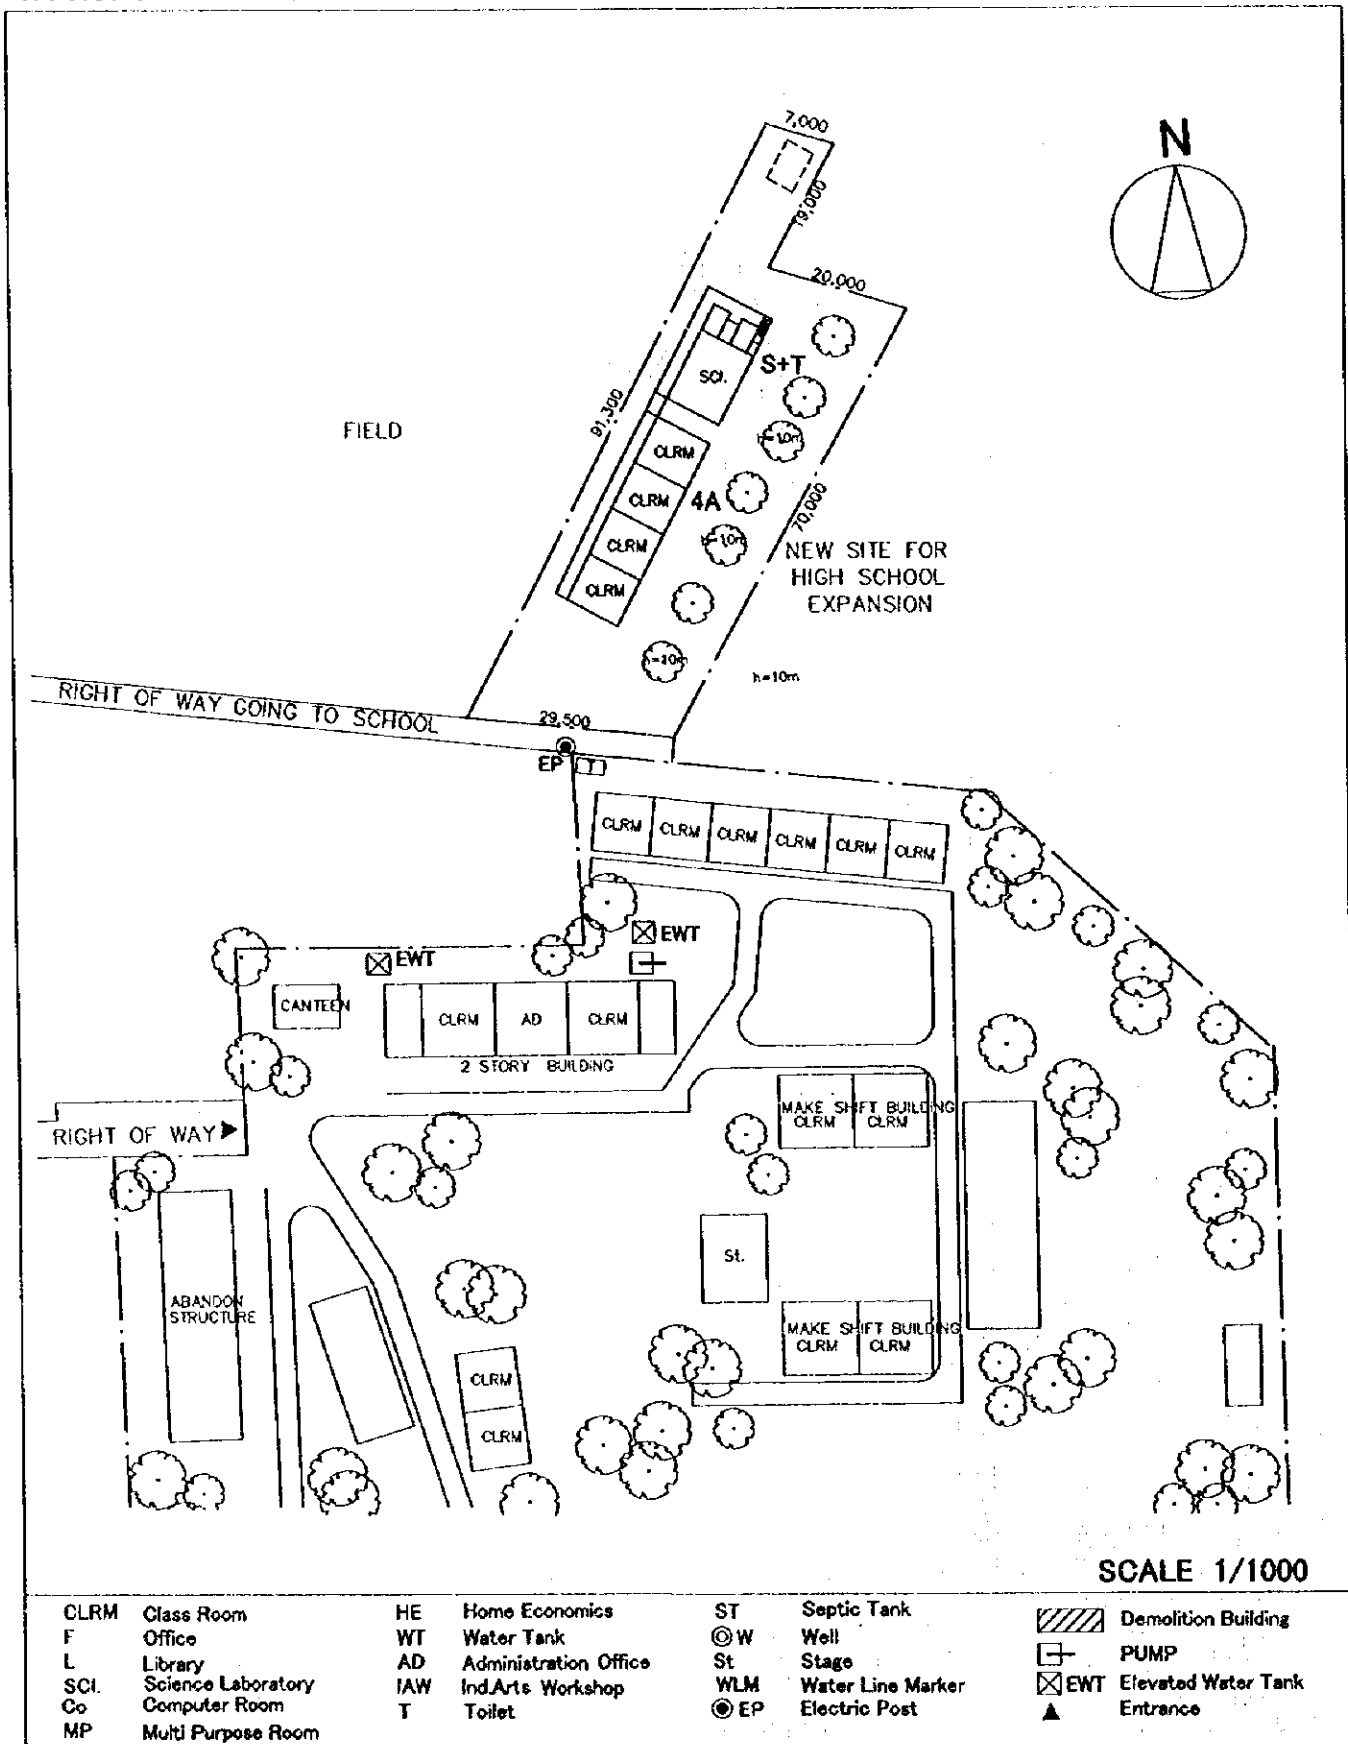 7,000
N
19,000
20,000
S+T
SCI.
91,300
FIELD
h=10m
CLRM
CLRM
4A
70,000
CLRM
h=10m
NEW SITE FOR
HIGH SCHOOL
EXPANSION
CLRM
h=10m
h=10m
RIGHT OF WAY GOING TO SCHOOL
29,500
EP T
CLRM CLRM CLRM CLRM CLRM CLRM
EWT
EWT
CANTEEN
CLRM AD CLRM
2 STORY BUILDING
MAKE SHIFT BUILDING
CLRM CLRM
RIGHT OF WAY
St.
ABANDON
STRUCTURE
MAKE SHIFT BUILDING
CLRM CLRM
CLRM
CLRM
SCALE 1/1000
CLRM Class Room
F Office
L Library
SCI. Science Laboratory
Co Computer Room
MP Multi Purpose Room
HE Home Economics
WT Water Tank
AD Administration Office
IAW Ind.Arts Workshop
T Toilet
ST Septic Tank
W Well
St Stage
WLM Water Line Marker
EP Electric Post
Demolition Building
PUMP
EWT Elevated Water Tank
Entrance